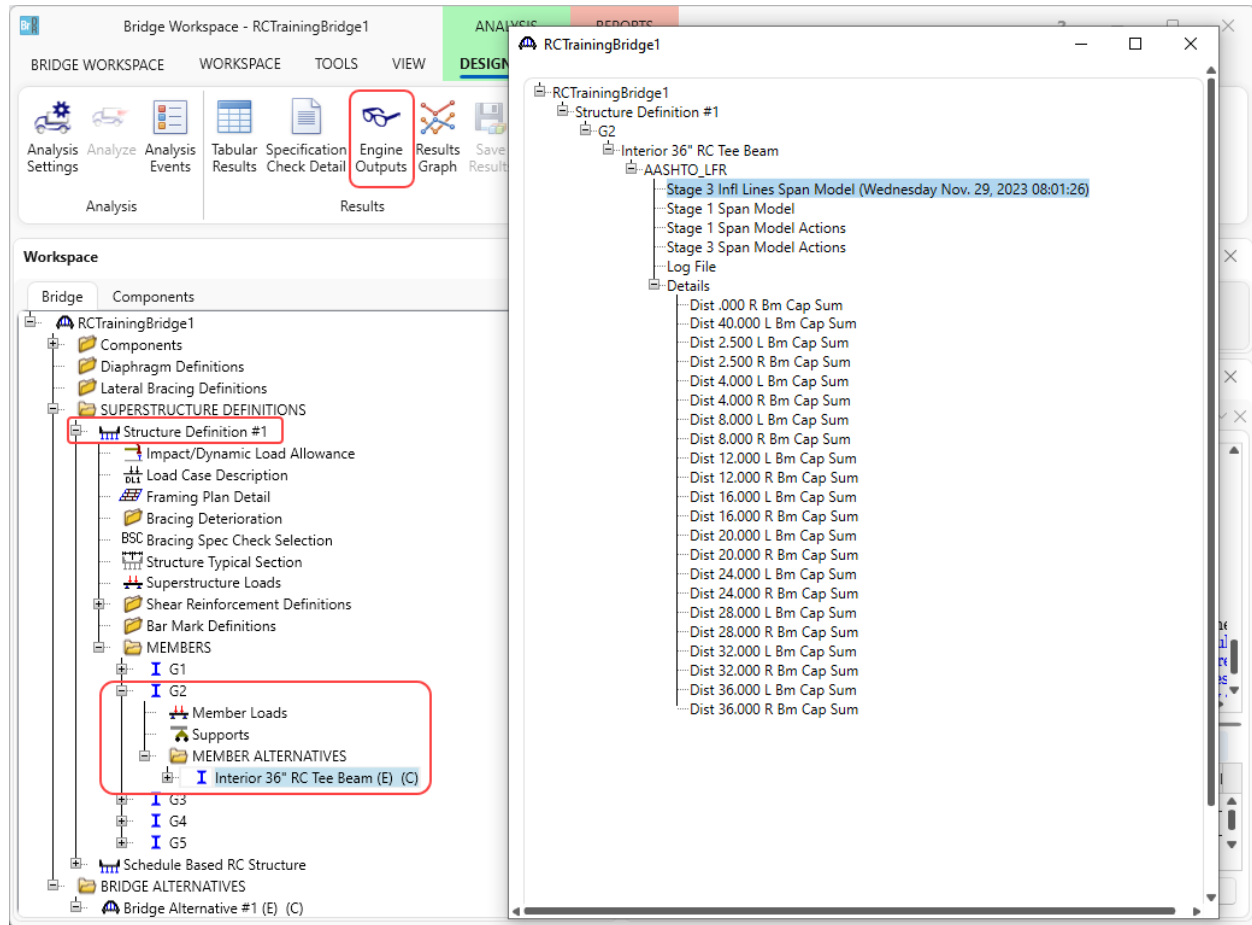 Bridge Workspace - RCTrainingBridge1
ANALYSIS
REPORTS
BRIDGE WORKSPACE
WORKSPACE
TOOLS
VIEW
DESIGN
Analysis Settings
Analyze
Analysis Events
Tabular Results
Specification Check Detail
Engine Outputs
Results Graph
Save Results
Analysis
Results
Workspace
Bridge
Components
RCTrainingBridge1
Components
Diaphragm Definitions
Lateral Bracing Definitions
SUPERSTRUCTURE DEFINITIONS
Structure Definition #1
Impact/Dynamic Load Allowance
DL1 Load Case Description
Framing Plan Detail
Bracing Deterioration
BSC Bracing Spec Check Selection
Structure Typical Section
Superstructure Loads
Shear Reinforcement Definitions
Bar Mark Definitions
MEMBERS
G1
G2
Member Loads
Supports
MEMBER ALTERNATIVES
Interior 36" RC Tee Beam (E) (C)
G3
G4
G5
Schedule Based RC Structure
BRIDGE ALTERNATIVES
Bridge Alternative #1 (E) (C)
RCTrainingBridge1
RCTrainingBridge1
Structure Definition #1
G2
Interior 36" RC Tee Beam
AASHTO_LFR
Stage 3 Infl Lines Span Model (Wednesday Nov. 29, 2023 08:01:26)
Stage 1 Span Model
Stage 1 Span Model Actions
Stage 3 Span Model Actions
Log File
Details
Dist .000 R Bm Cap Sum
Dist 40.000 L Bm Cap Sum
Dist 2.500 L Bm Cap Sum
Dist 2.500 R Bm Cap Sum
Dist 4.000 L Bm Cap Sum
Dist 4.000 R Bm Cap Sum
Dist 8.000 L Bm Cap Sum
Dist 8.000 R Bm Cap Sum
Dist 12.000 L Bm Cap Sum
Dist 12.000 R Bm Cap Sum
Dist 16.000 L Bm Cap Sum
Dist 16.000 R Bm Cap Sum
Dist 20.000 L Bm Cap Sum
Dist 20.000 R Bm Cap Sum
Dist 24.000 L Bm Cap Sum
Dist 24.000 R Bm Cap Sum
Dist 28.000 L Bm Cap Sum
Dist 28.000 R Bm Cap Sum
Dist 32.000 L Bm Cap Sum
Dist 32.000 R Bm Cap Sum
Dist 36.000 L Bm Cap Sum
Dist 36.000 R Bm Cap Sum